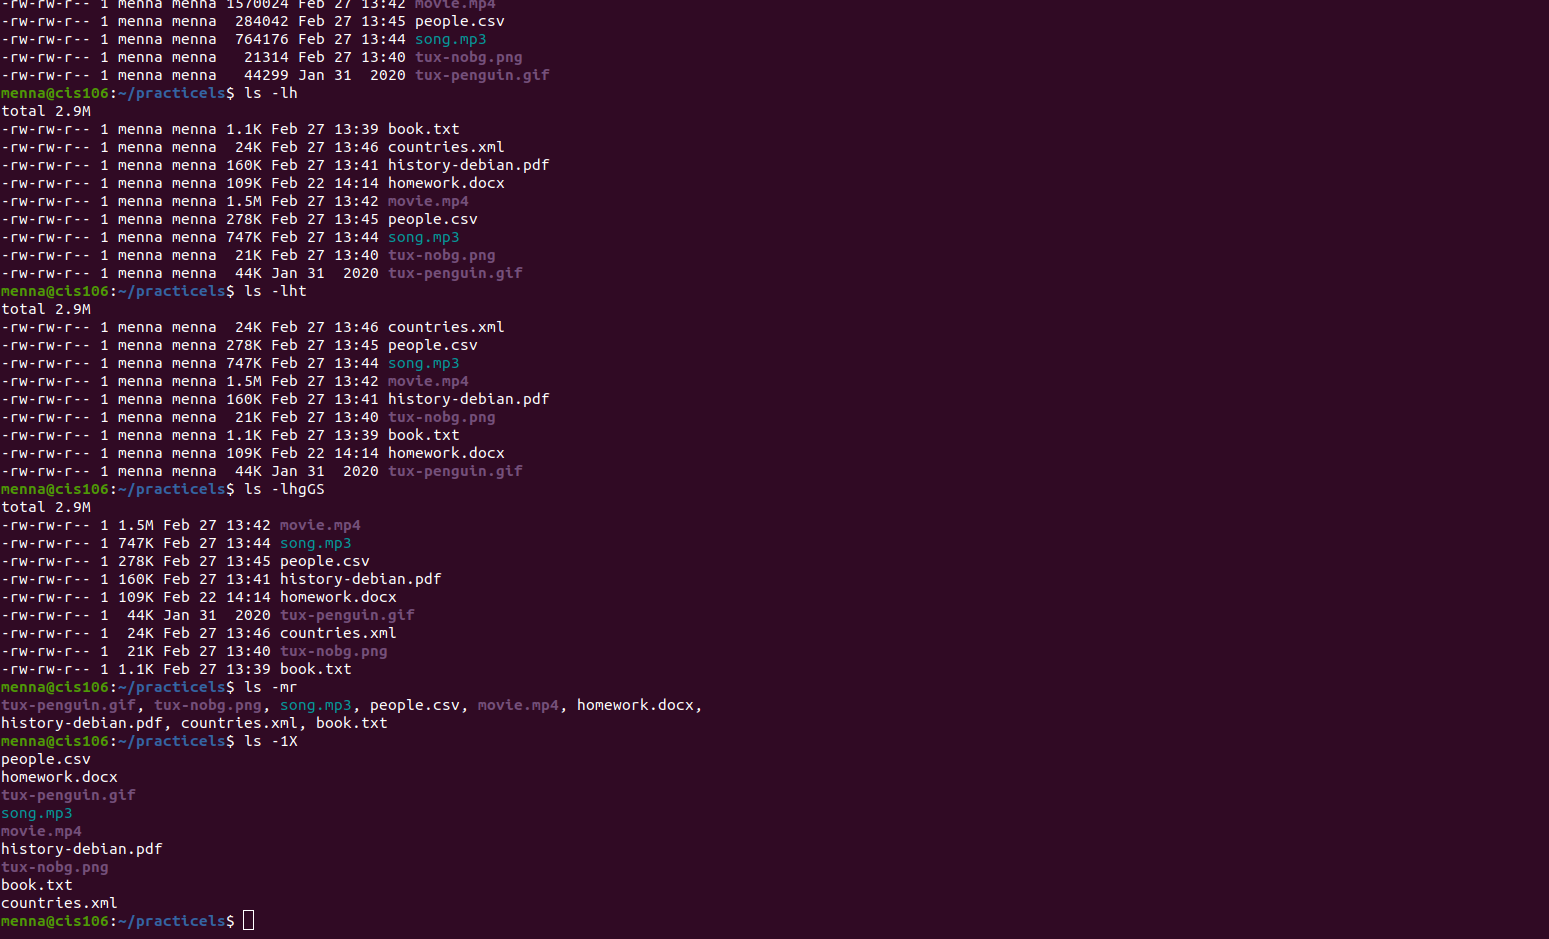 -rw-rw-r-- 1 menna menna 1570024 Feb 27 13:42 movie.mp4
-rw-rw-r-- 1 menna menna  284042 Feb 27 13:45 people.csv
-rw-rw-r-- 1 menna menna  764176 Feb 27 13:44 song.mp3
-rw-rw-r-- 1 menna menna   21314 Feb 27 13:40 tux-nobg.png
-rw-rw-r-- 1 menna menna   44299 Jan 31  2020 tux-penguin.gif
menna@cis106:~/practicels$ ls -lh
total 2.9M
-rw-rw-r-- 1 menna menna 1.1K Feb 27 13:39 book.txt
-rw-rw-r-- 1 menna menna  24K Feb 27 13:46 countries.xml
-rw-rw-r-- 1 menna menna 160K Feb 27 13:41 history-debian.pdf
-rw-rw-r-- 1 menna menna 109K Feb 22 14:14 homework.docx
-rw-rw-r-- 1 menna menna 1.5M Feb 27 13:42 movie.mp4
-rw-rw-r-- 1 menna menna 278K Feb 27 13:45 people.csv
-rw-rw-r-- 1 menna menna 747K Feb 27 13:44 song.mp3
-rw-rw-r-- 1 menna menna  21K Feb 27 13:40 tux-nobg.png
-rw-rw-r-- 1 menna menna  44K Jan 31  2020 tux-penguin.gif
menna@cis106:~/practicels$ ls -lht
total 2.9M
-rw-rw-r-- 1 menna menna  24K Feb 27 13:46 countries.xml
-rw-rw-r-- 1 menna menna 278K Feb 27 13:45 people.csv
-rw-rw-r-- 1 menna menna 747K Feb 27 13:44 song.mp3
-rw-rw-r-- 1 menna menna 1.5M Feb 27 13:42 movie.mp4
-rw-rw-r-- 1 menna menna 160K Feb 27 13:41 history-debian.pdf
-rw-rw-r-- 1 menna menna  21K Feb 27 13:40 tux-nobg.png
-rw-rw-r-- 1 menna menna 1.1K Feb 27 13:39 book.txt
-rw-rw-r-- 1 menna menna 109K Feb 22 14:14 homework.docx
-rw-rw-r-- 1 menna menna  44K Jan 31  2020 tux-penguin.gif
menna@cis106:~/practicels$ ls -lhgGS
total 2.9M
-rw-rw-r-- 1 1.5M Feb 27 13:42 movie.mp4
-rw-rw-r-- 1 747K Feb 27 13:44 song.mp3
-rw-rw-r-- 1 278K Feb 27 13:45 people.csv
-rw-rw-r-- 1 160K Feb 27 13:41 history-debian.pdf
-rw-rw-r-- 1 109K Feb 22 14:14 homework.docx
-rw-rw-r-- 1  44K Jan 31  2020 tux-penguin.gif
-rw-rw-r-- 1  24K Feb 27 13:46 countries.xml
-rw-rw-r-- 1  21K Feb 27 13:40 tux-nobg.png
-rw-rw-r-- 1 1.1K Feb 27 13:39 book.txt
menna@cis106:~/practicels$ ls -mr
tux-penguin.gif, tux-nobg.png, song.mp3, people.csv, movie.mp4, homework.docx,
history-debian.pdf, countries.xml, book.txt
menna@cis106:~/practicels$ ls -1X
people.csv
homework.docx
tux-penguin.gif
song.mp3
movie.mp4
history-debian.pdf
tux-nobg.png
book.txt
countries.xml
menna@cis106:~/practicels$